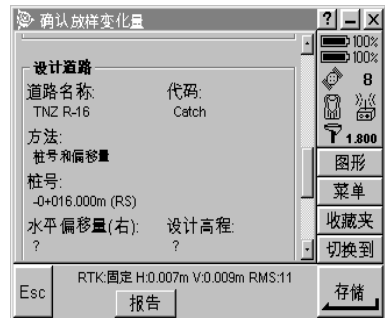 确认放样变化量
? _ X
100%
100%
设计道路
道路名称:
代码:
TNZ R-16
Catch
8
方法:
桩号和偏移量
1.800
桩号:
-0+016.000m (RS)
水平偏移量(右):
设计高程:
?
?
图形
菜单
收藏夹
切换到
Esc
RTK:固定 H:0.007m V:0.009m RMS:11
报告
存储